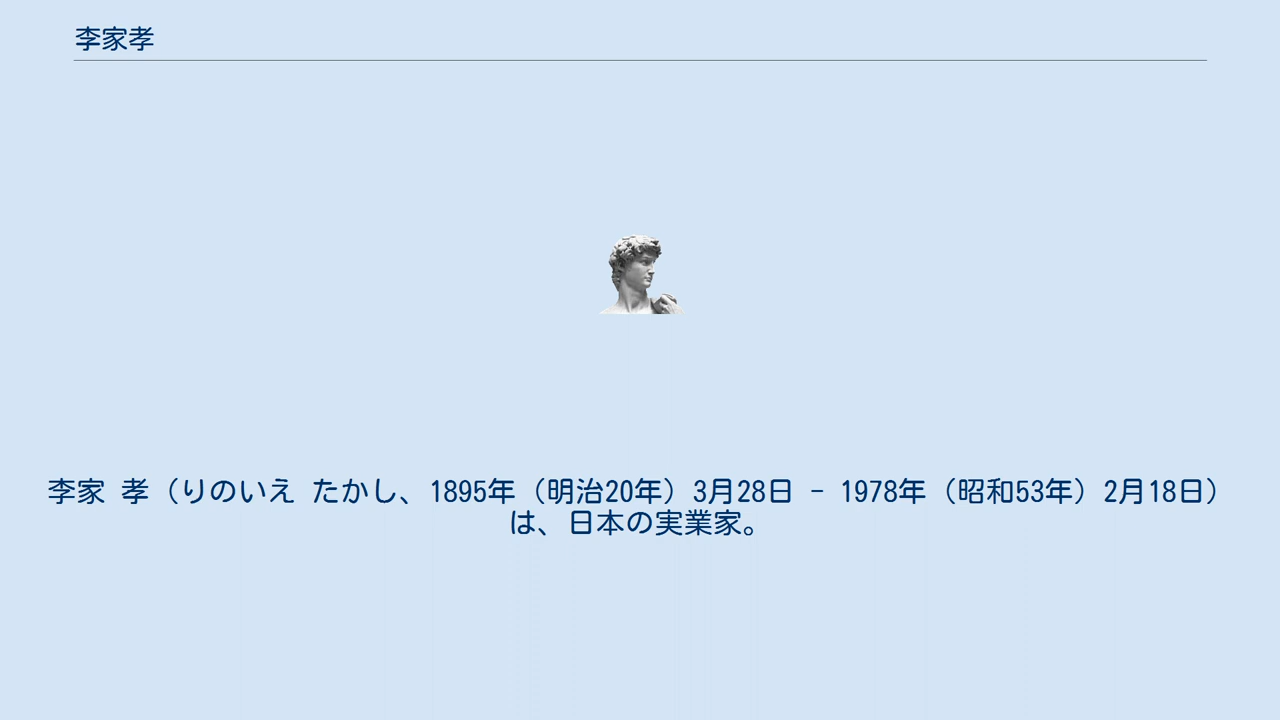 李家孝
李家 孝（りのいえ たかし、1895年（明治20年）3月28日 - 1978年（昭和53年）2月18日）
は、日本の実業家。